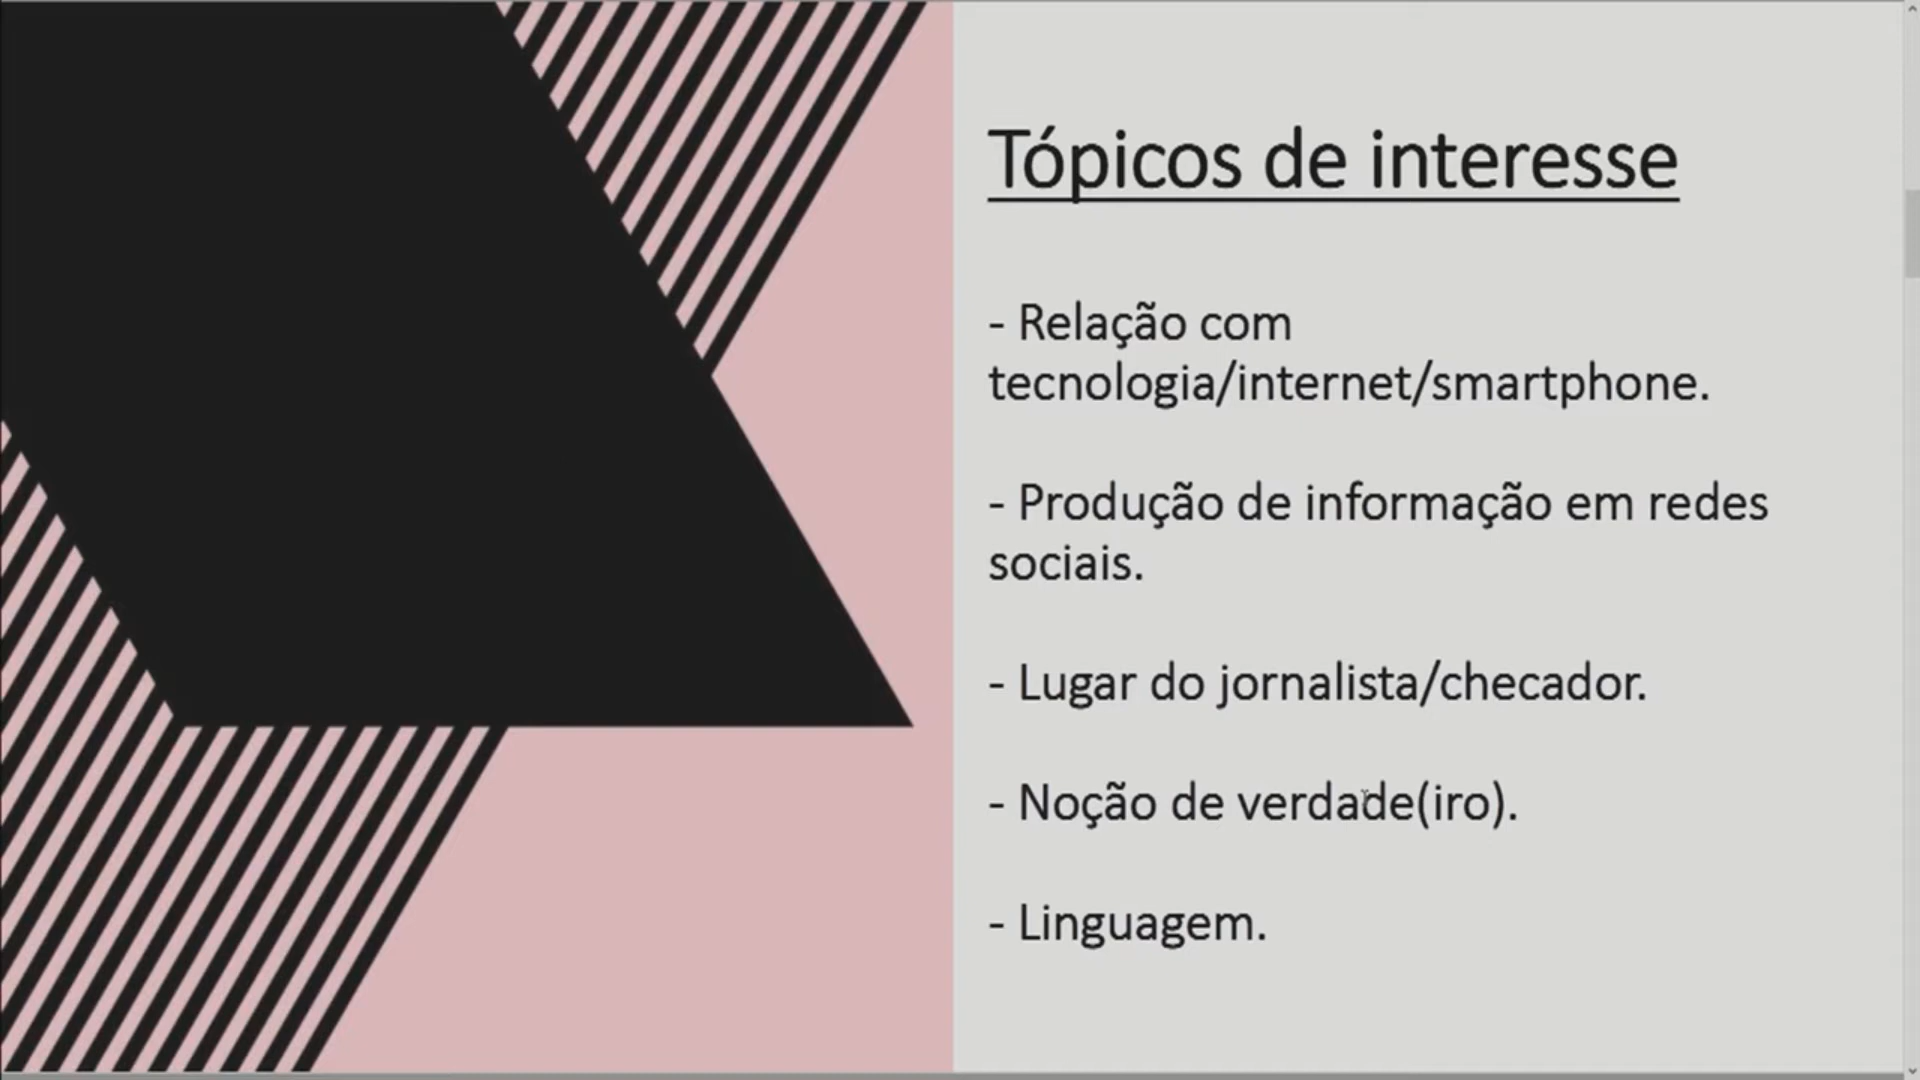 Tópicos de interesse
- Relação com
tecnologia/internet/smartphone.
- Produção de informação em redes
sociais.
- Lugar do jornalista/checador.
- Noção de verdade(iro).
- Linguagem.